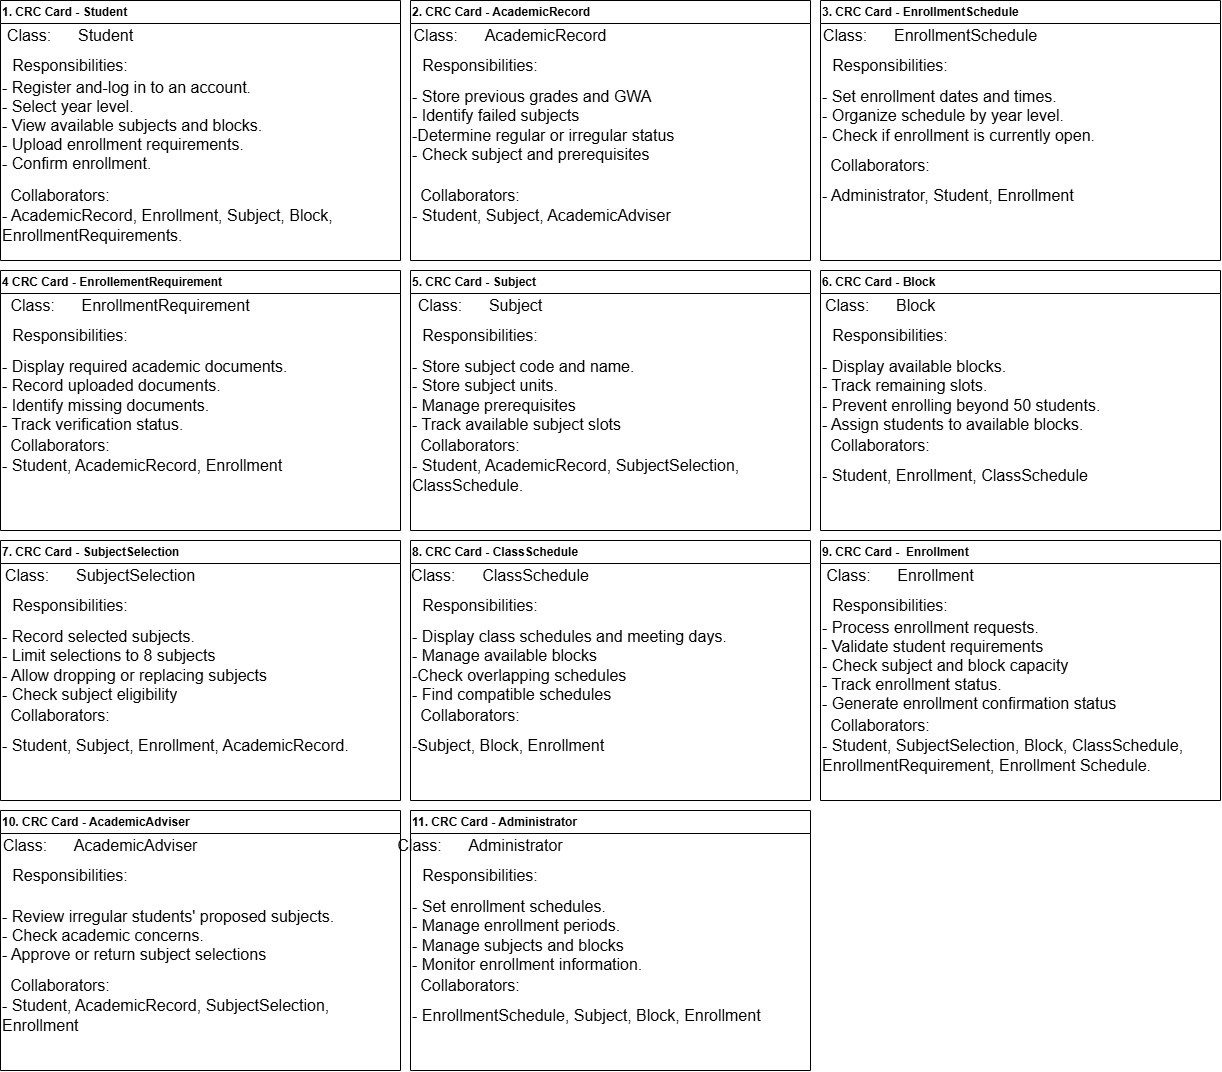 1. CRC Card - Student
Class: Student
Responsibilities:
- Register and-log in to an account.
- Select year level.
- View available subjects and blocks.
- Upload enrollment requirements.
- Confirm enrollment.
Collaborators:
- AcademicRecord, Enrollment, Subject, Block,
EnrollmentRequirements.
2. CRC Card - AcademicRecord
Class: AcademicRecord
Responsibilities:
- Store previous grades and GWA
- Identify failed subjects
-Determine regular or irregular status
- Check subject and prerequisites
Collaborators:
- Student, Subject, AcademicAdviser
3. CRC Card - EnrollmentSchedule
Class: EnrollmentSchedule
Responsibilities:
- Set enrollment dates and times.
- Organize schedule by year level.
- Check if enrollment is currently open.
Collaborators:
- Administrator, Student, Enrollment
4 CRC Card - EnrollementRequirement
Class: EnrollmentRequirement
Responsibilities:
- Display required academic documents.
- Record uploaded documents.
- Identify missing documents.
- Track verification status.
Collaborators:
- Student, AcademicRecord, Enrollment
5. CRC Card - Subject
Class: Subject
Responsibilities:
- Store subject code and name.
- Store subject units.
- Manage prerequisites
- Track available subject slots
Collaborators:
- Student, AcademicRecord, SubjectSelection,
ClassSchedule.
6. CRC Card - Block
Class: Block
Responsibilities:
- Display available blocks.
- Track remaining slots.
- Prevent enrolling beyond 50 students.
- Assign students to available blocks.
Collaborators:
- Student, Enrollment, ClassSchedule
7. CRC Card - SubjectSelection
Class: SubjectSelection
Responsibilities:
- Record selected subjects.
- Limit selections to 8 subjects
- Allow dropping or replacing subjects
- Check subject eligibility
Collaborators:
- Student, Subject, Enrollment, AcademicRecord.
8. CRC Card - ClassSchedule
Class: ClassSchedule
Responsibilities:
- Display class schedules and meeting days.
- Manage available blocks
-Check overlapping schedules
- Find compatible schedules
Collaborators:
-Subject, Block, Enrollment
9. CRC Card - Enrollment
Class: Enrollment
Responsibilities:
- Process enrollment requests.
- Validate student requirements
- Check subject and block capacity
- Track enrollment status.
- Generate enrollment confirmation status
Collaborators:
- Student, SubjectSelection, Block, ClassSchedule,
EnrollmentRequirement, Enrollment Schedule.
10. CRC Card - AcademicAdviser
Class: AcademicAdviser
Responsibilities:
- Review irregular students' proposed subjects.
- Check academic concerns.
- Approve or return subject selections
Collaborators:
- Student, AcademicRecord, SubjectSelection,
Enrollment
11. CRC Card - Administrator
Class: Administrator
Responsibilities:
- Set enrollment schedules.
- Manage enrollment periods.
- Manage subjects and blocks
- Monitor enrollment information.
Collaborators:
- EnrollmentSchedule, Subject, Block, Enrollment